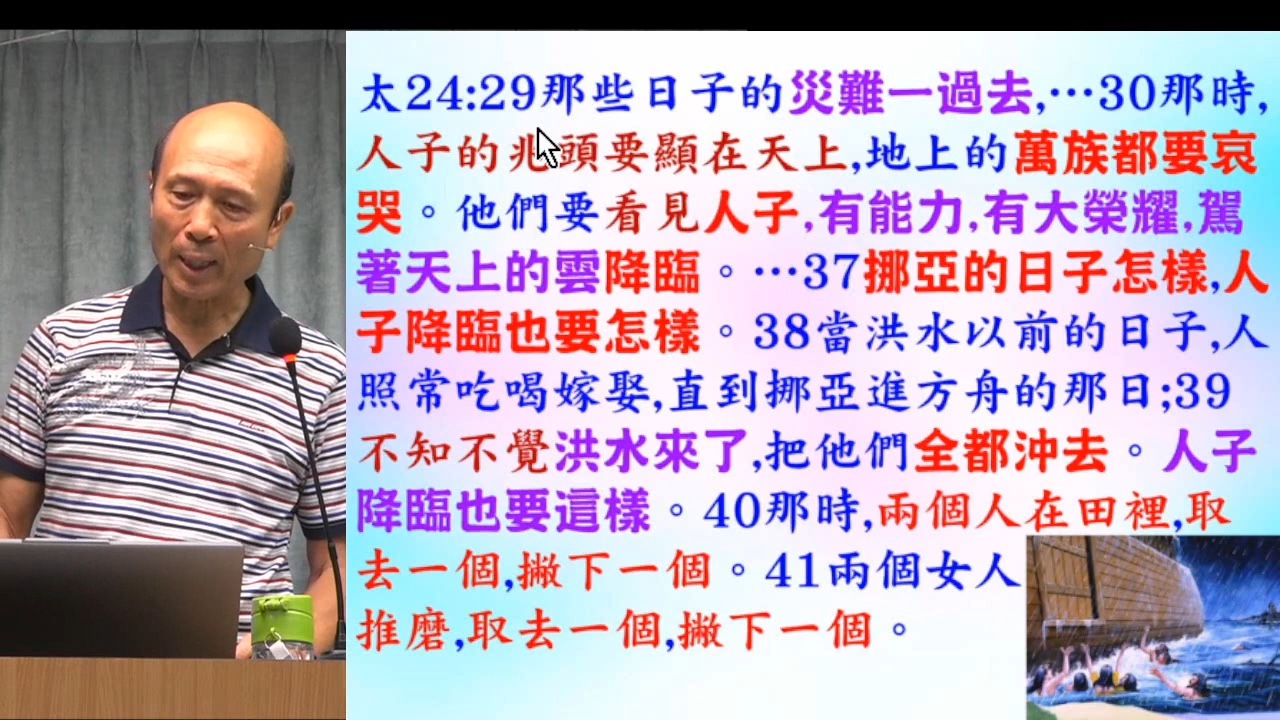 太24:29那些日子的災難一過去,…30那時,
人子的兆頭要顯在天上,地上的萬族都要哀
哭。他們要看見人子,有能力,有大榮耀,駕
著天上的雲降臨。…37挪亞的日子怎樣,人
子降臨也要怎樣。38當洪水以前的日子,人
照常吃喝嫁娶,直到挪亞進方舟的那日;39
不知不覺洪水來了,把他們全都沖去。人子
降臨也要這樣。40那時,兩個人在田裡,取
去一個,撇下一個。41兩個女人
推磨,取去一個,撇下一個。